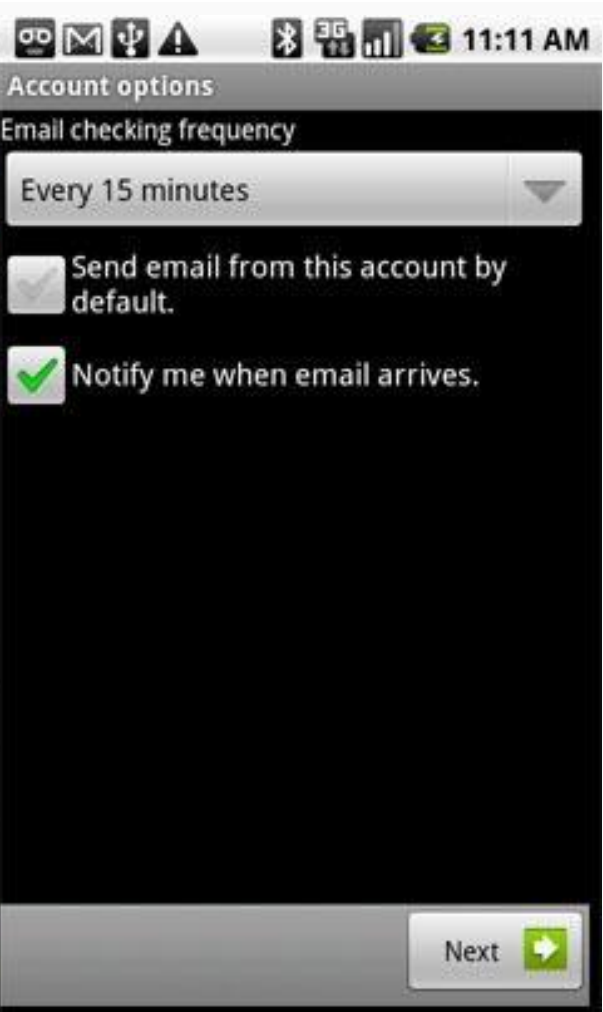 3G 11:11 AM
Account options
Email checking frequency
Every 15 minutes
Send email from this account by
default.
Notify me when email arrives.
Next